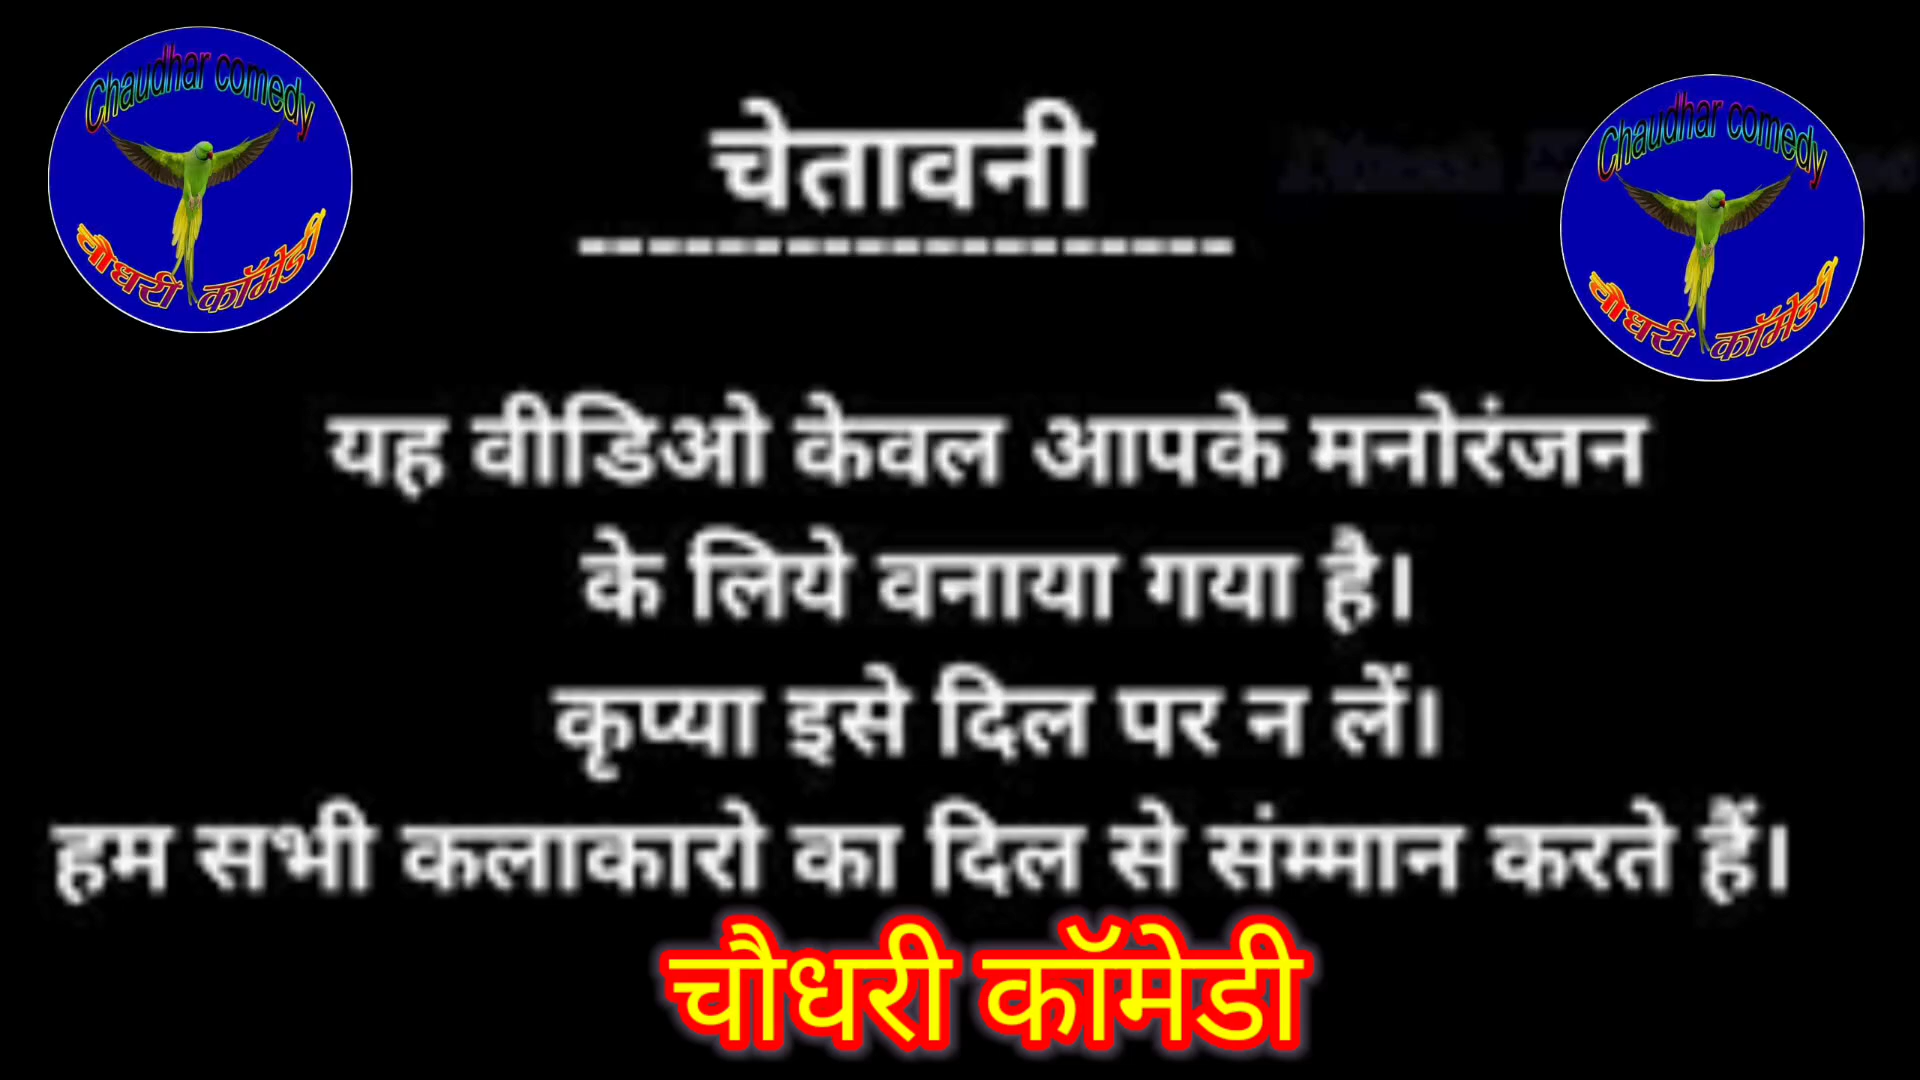 Chaudhar comedy
चौधरी कॉमेडी
Chaudhar comedy
चौधरी कॉमेडी
चेतावनी
-------------------
यह वीडिओ केवल आपके मनोरंजन
के लिये वनाया गया है।
कृप्या इसे दिल पर न लें।
हम सभी कलाकारो का दिल से संम्मान करते हैं।
चौधरी कॉमेडी